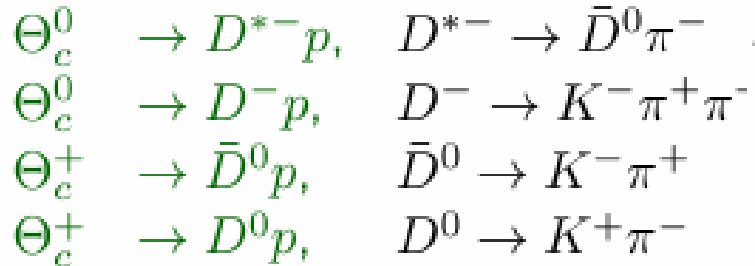 Θ_c^0 → D^{*-}p, D^{*-} → D̄^0π^-
Θ_c^0 → D^-p, D^- → K^-π^+π^-
Θ_c^+ → D̄^0p, D̄^0 → K^-π^+
Θ_c^+ → D^0p, D^0 → K^+π^-